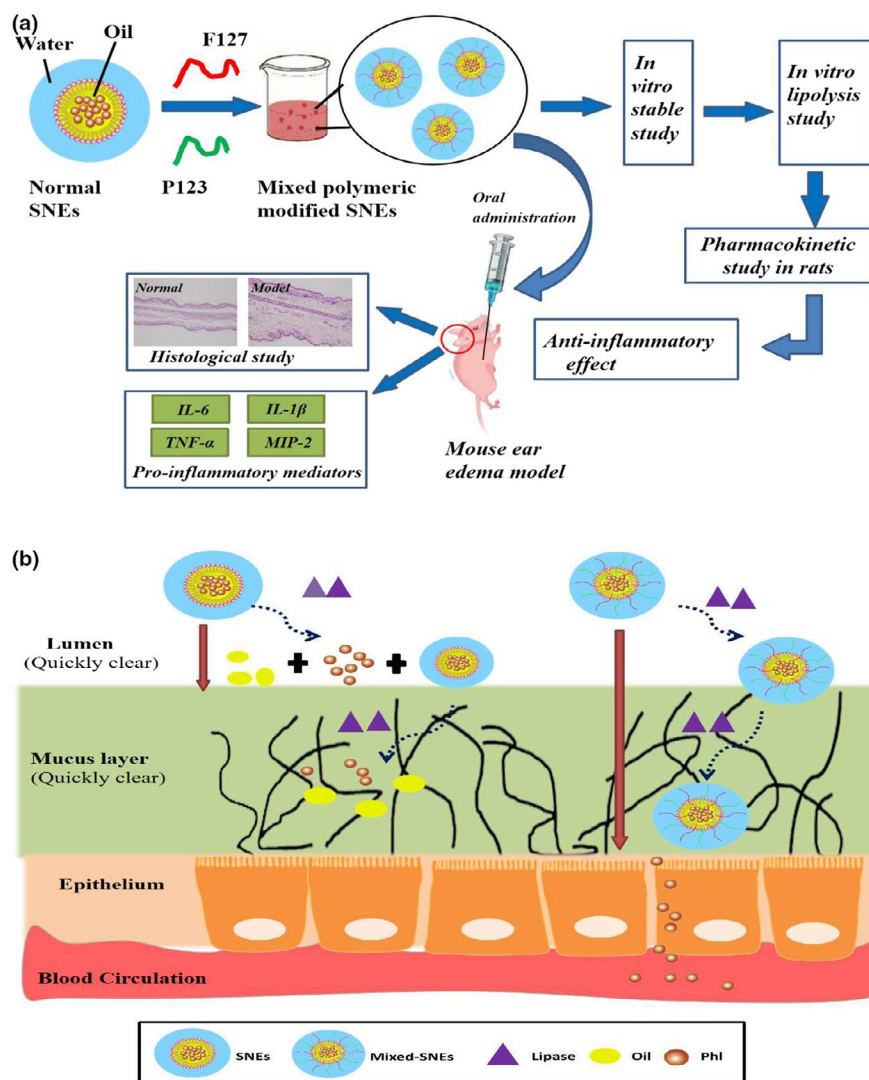 (a)
Water
Oil
F127
P123
Normal
SNEs
Mixed polymeric
modified SNEs
In
vitro
stable
study
In vitro
lipolysis
study
Oral
administration
Pharmacokinetic
study in rats
Anti-inflammatory
effect
Normal
Model
Histological study
IL-6
IL-1β
TNF-α
MIP-2
Pro-inflammatory mediators
Mouse ear
edema model
(b)
Lumen
(Quickly clear)
Mucus layer
(Quickly clear)
Epithelium
Blood Circulation
SNEs
Mixed-SNEs
Lipase
Oil
Phl